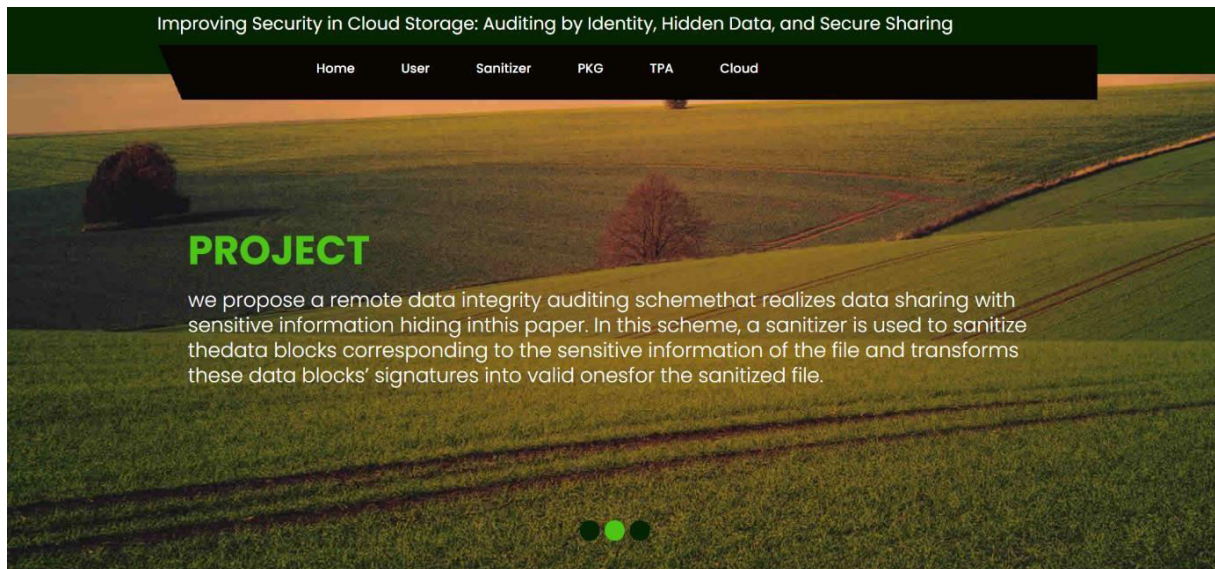 Improving Security in Cloud Storage: Auditing by Identity, Hidden Data, and Secure Sharing
Home User Sanitizer PKG TPA Cloud
PROJECT
we propose a remote data integrity auditing schemethat realizes data sharing with
sensitive information hiding inthis paper. In this scheme, a sanitizer is used to sanitize
thedata blocks corresponding to the sensitive information of the file and transforms
these data blocks’ signatures into valid onesfor the sanitized file.